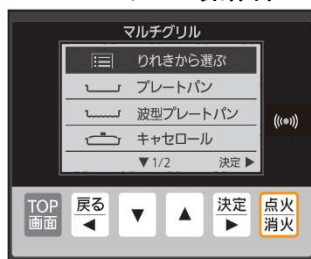 マルチグリル
りれきから選ぶ
プレートパン
波型プレートパン
キャセロール
▼1/2 決定▶
TOP 戻る ▼ ▲ 決定 点火
画面 ◀ ▶ 消火